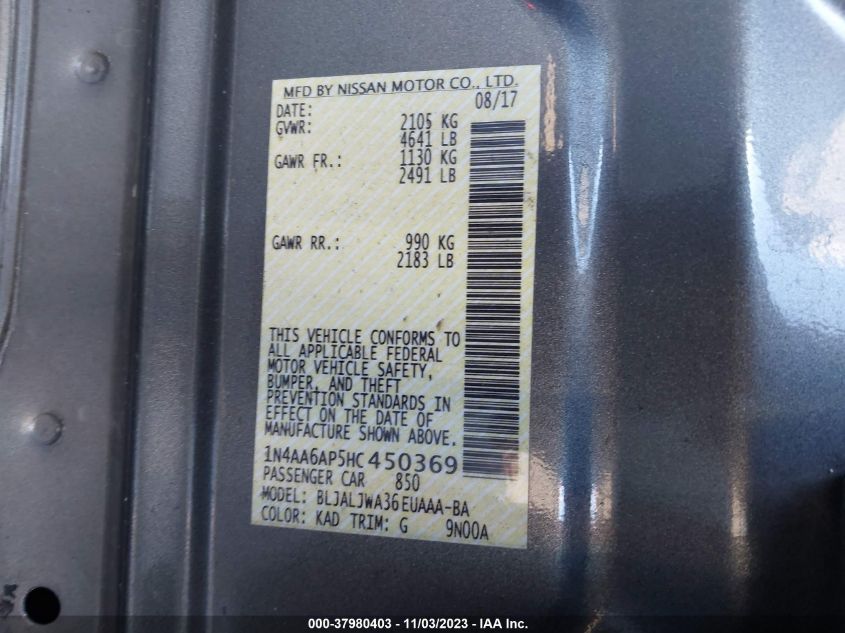 MFD BY NISSAN MOTOR CO., LTD.
DATE: 08/17
GVWR: 2105 KG
4641 LB
GAWR FR.: 1130 KG
2491 LB
GAWR RR.: 990 KG
2183 LB
THIS VEHICLE CONFORMS TO
ALL APPLICABLE FEDERAL
MOTOR VEHICLE SAFETY,
BUMPER, AND THEFT
PREVENTION STANDARDS IN
EFFECT ON THE DATE OF
MANUFACTURE SHOWN ABOVE.
1N4AA6AP5HC450369
PASSENGER CAR 850
MODEL: BLJALJWA36EUAAA-BA
COLOR: KAD TRIM: G 9N00A
000-37980403 - 11/03/2023 - IAA Inc.